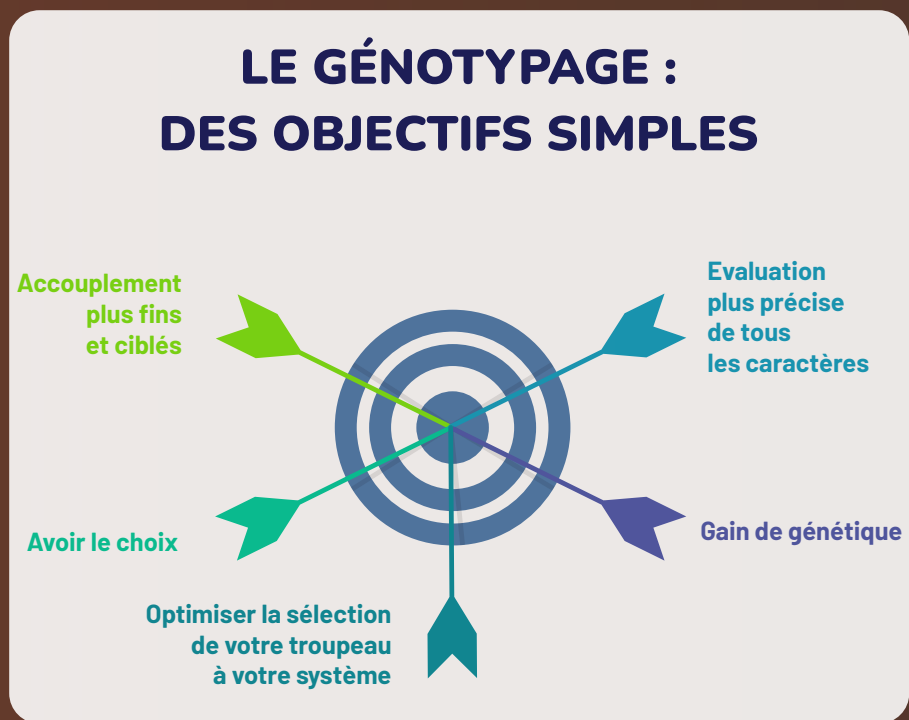 LE GÉNOTYPAGE :
DES OBJECTIFS SIMPLES
Accouplement
plus fins
et ciblés
Evaluation
plus précise
de tous
les caractères
Avoir le choix
Gain de génétique
Optimiser la sélection
de votre troupeau
à votre système